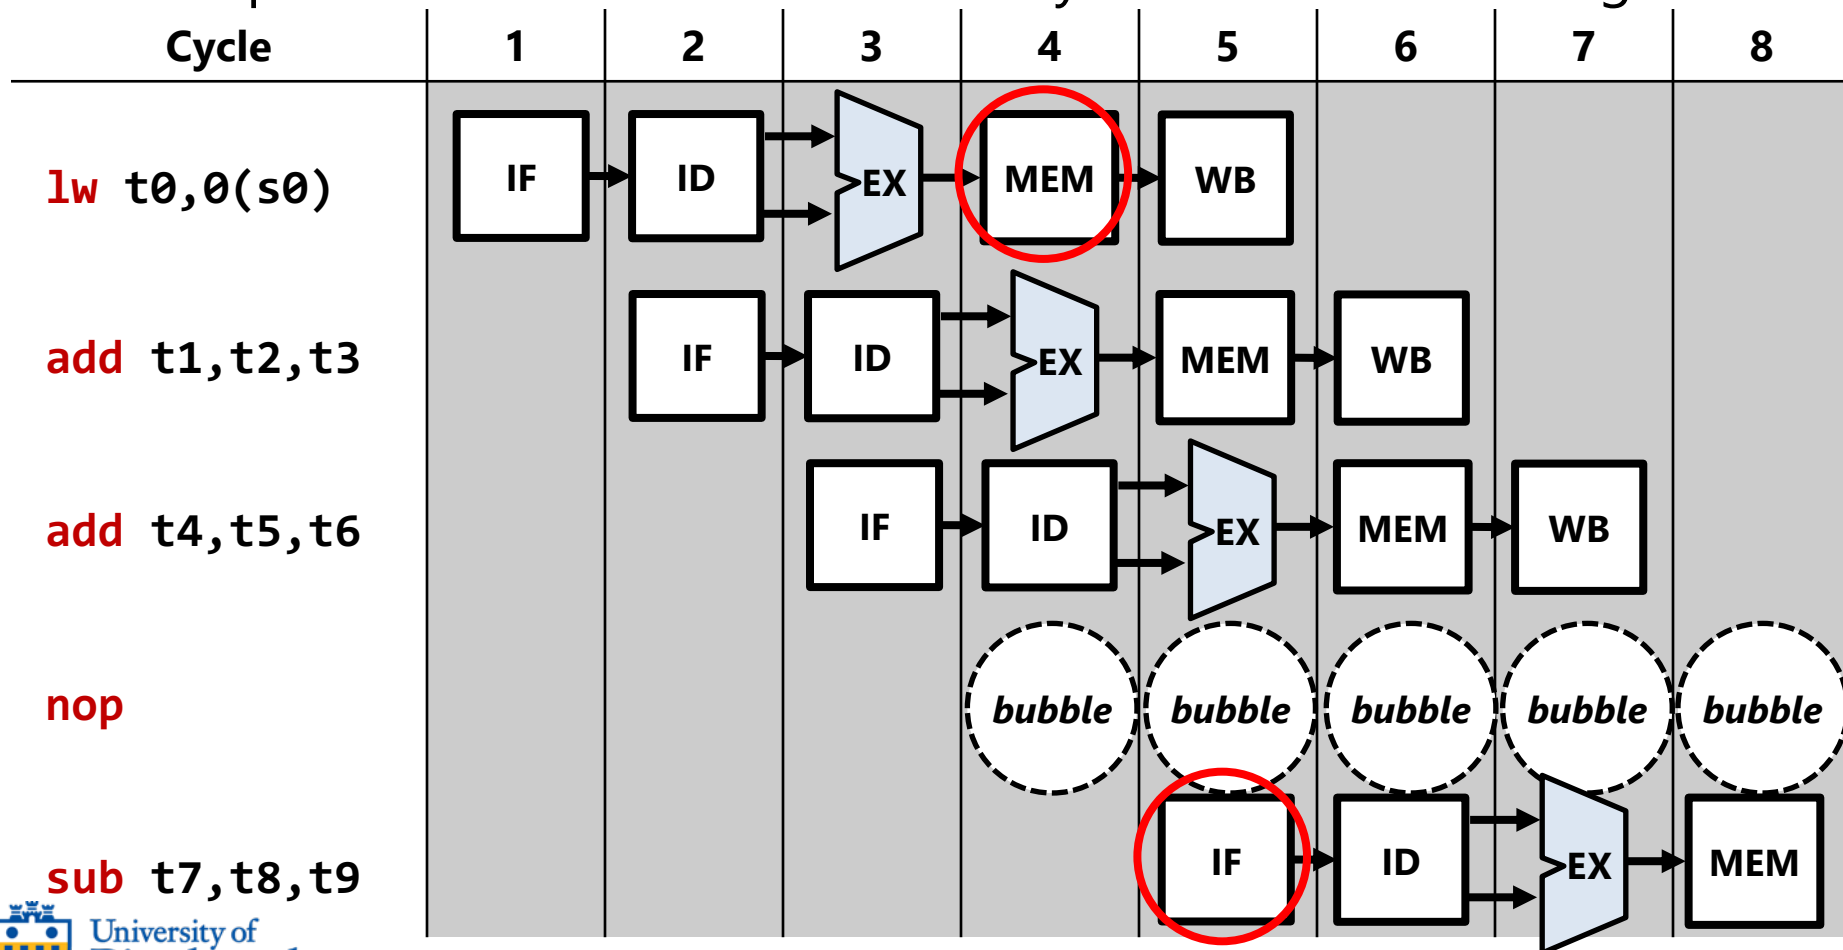 Cycle 1 2 3 4 5 6 7 8
lw t0,0(s0) IF ID EX MEM WB
add t1,t2,t3 IF ID EX MEM WB
add t4,t5,t6 IF ID EX MEM WB
nop bubble bubble bubble bubble bubble
sub t7,t8,t9 IF ID EX MEM
University of